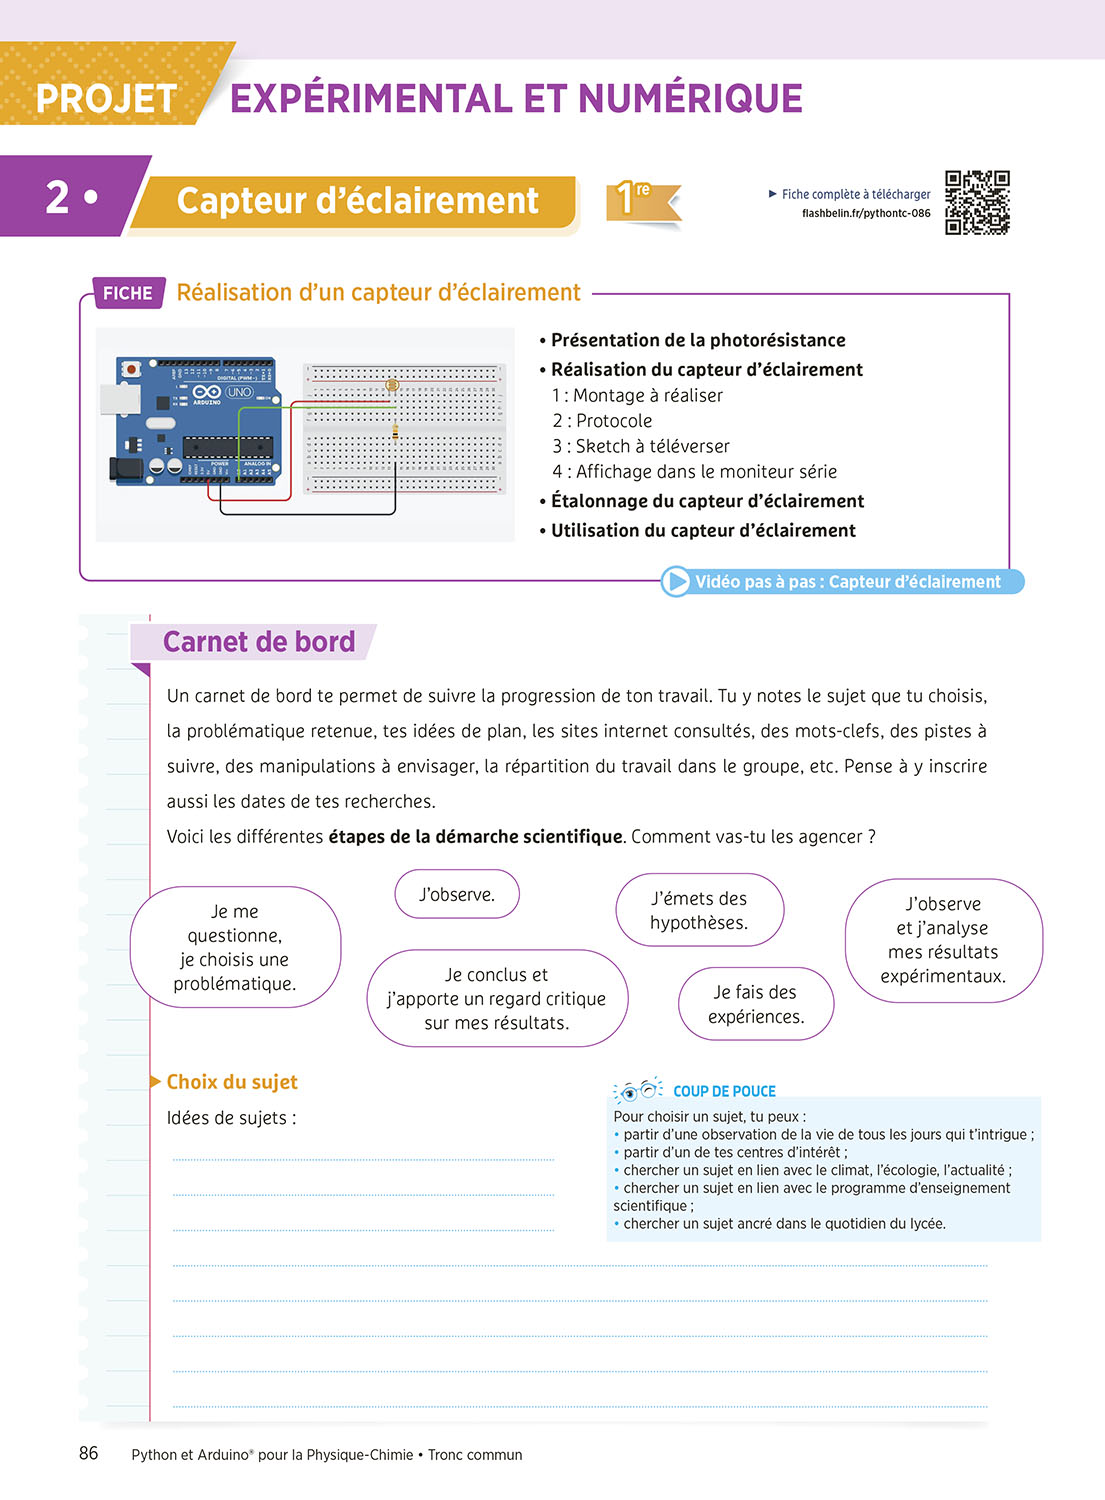 PROJET EXPÉRIMENTAL ET NUMÉRIQUE
2 • Capteur d'éclairement
1re
► Fiche complète à télécharger
flashbelin.fr/pythontc-086
FICHE Réalisation d'un capteur d'éclairement
DIGITAL (PWM~)
UNO
ARDUINO
POWER
ANALOG IN
• Présentation de la photorésistance
• Réalisation du capteur d'éclairement
1 : Montage à réaliser
2 : Protocole
3 : Sketch à téléverser
4 : Affichage dans le moniteur série
• Étalonnage du capteur d'éclairement
• Utilisation du capteur d'éclairement
Vidéo pas à pas : Capteur d'éclairement
Carnet de bord
Un carnet de bord te permet de suivre la progression de ton travail. Tu y notes le sujet que tu choisis,
la problématique retenue, tes idées de plan, les sites internet consultés, des mots-clefs, des pistes à
suivre, des manipulations à envisager, la répartition du travail dans le groupe, etc. Pense à y inscrire
aussi les dates de tes recherches.
Voici les différentes étapes de la démarche scientifique. Comment vas-tu les agencer ?
Je me
questionne,
je choisis une
problématique.
J'observe.
J'émets des
hypothèses.
J'observe
et j'analyse
mes résultats
expérimentaux.
Je conclus et
j'apporte un regard critique
sur mes résultats.
Je fais des
expériences.
► Choix du sujet
Idées de sujets :
COUP DE POUCE
Pour choisir un sujet, tu peux :
• partir d'une observation de la vie de tous les jours qui t'intrigue ;
• partir d'un de tes centres d'intérêt ;
• chercher un sujet en lien avec le climat, l'écologie, l'actualité ;
• chercher un sujet en lien avec le programme d'enseignement
scientifique ;
• chercher un sujet ancré dans le quotidien du lycée.
86 Python et Arduino® pour la Physique-Chimie • Tronc commun